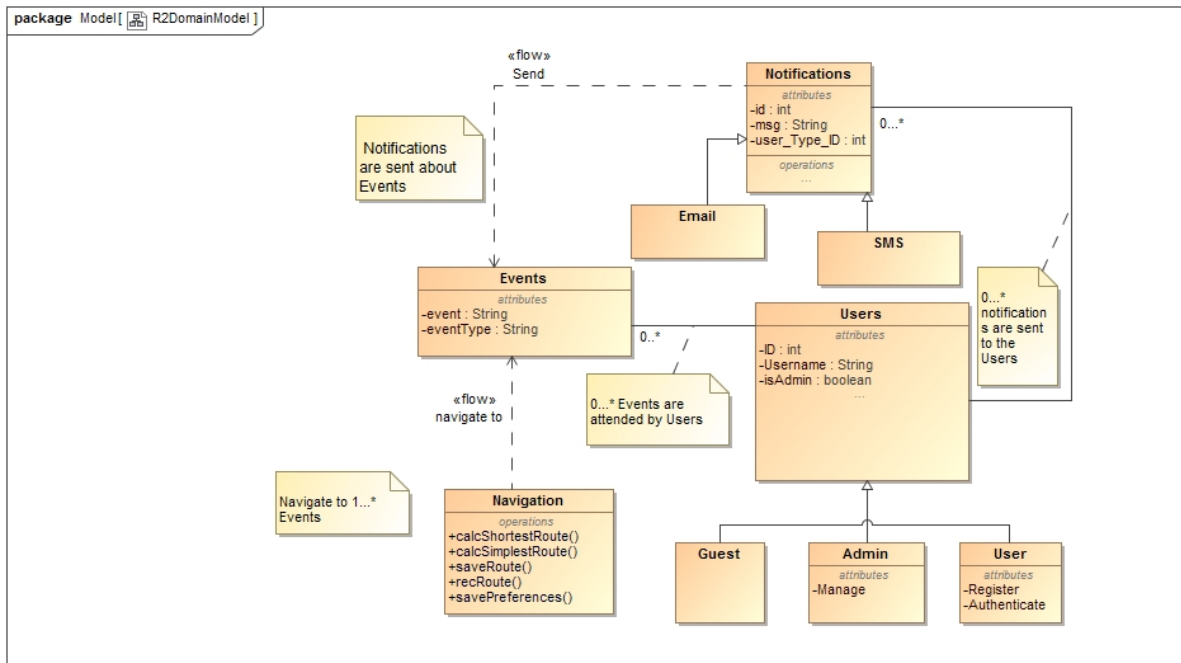 package Model[ R2DomainModel ]
«flow»
Send
Notifications
attributes
-id : int
-msg : String
-user_Type_ID : int
operations
...
0...*
Notifications
are sent about
Events
Email
SMS
Events
attributes
-event : String
-eventType : String
0..*
Users
attributes
-ID : int
-Username : String
-isAdmin : boolean
...
0...*
notification
s are sent
to the
Users
«flow»
navigate to
0...* Events are
attended by Users
Navigate to 1...*
Events
Navigation
operations
+calcShortestRoute()
+calcSimplestRoute()
+saveRoute()
+recRoute()
+savePreferences()
Guest
Admin
attributes
-Manage
User
attributes
-Register
-Authenticate